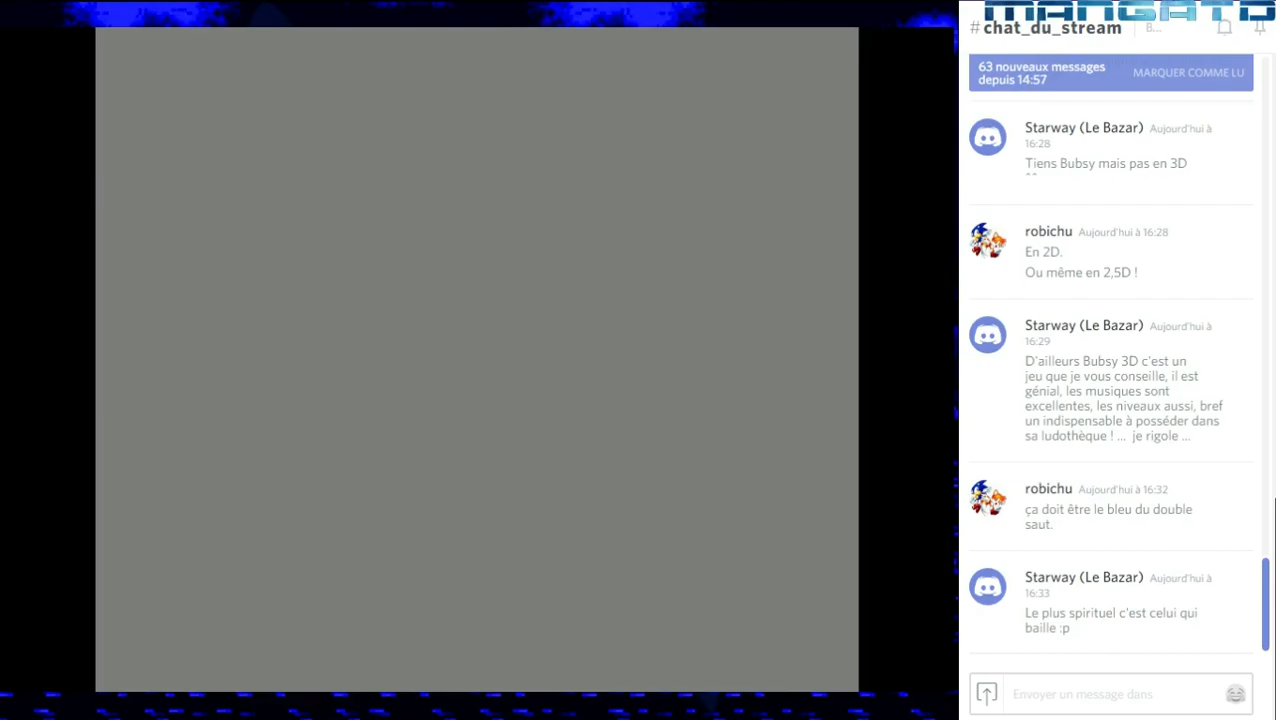 MANGATD
# chat_du_stream B...
63 nouveaux messages
depuis 14:57
MARQUER COMME LU
Starway (Le Bazar) Aujourd'hui à
16:28
Tiens Bubsy mais pas en 3D
^^
robichu Aujourd'hui à 16:28
En 2D.
Ou même en 2,5D !
Starway (Le Bazar) Aujourd'hui à
16:29
D'ailleurs Bubsy 3D c'est un
jeu que je vous conseille, il est
génial, les musiques sont
excellentes, les niveaux aussi, bref
un indispensable à posséder dans
sa ludothèque ! ... je rigole ...
robichu Aujourd'hui à 16:32
ça doit être le bleu du double
saut.
Starway (Le Bazar) Aujourd'hui à
16:33
Le plus spirituel c'est celui qui
baille :p
Envoyer un message dans